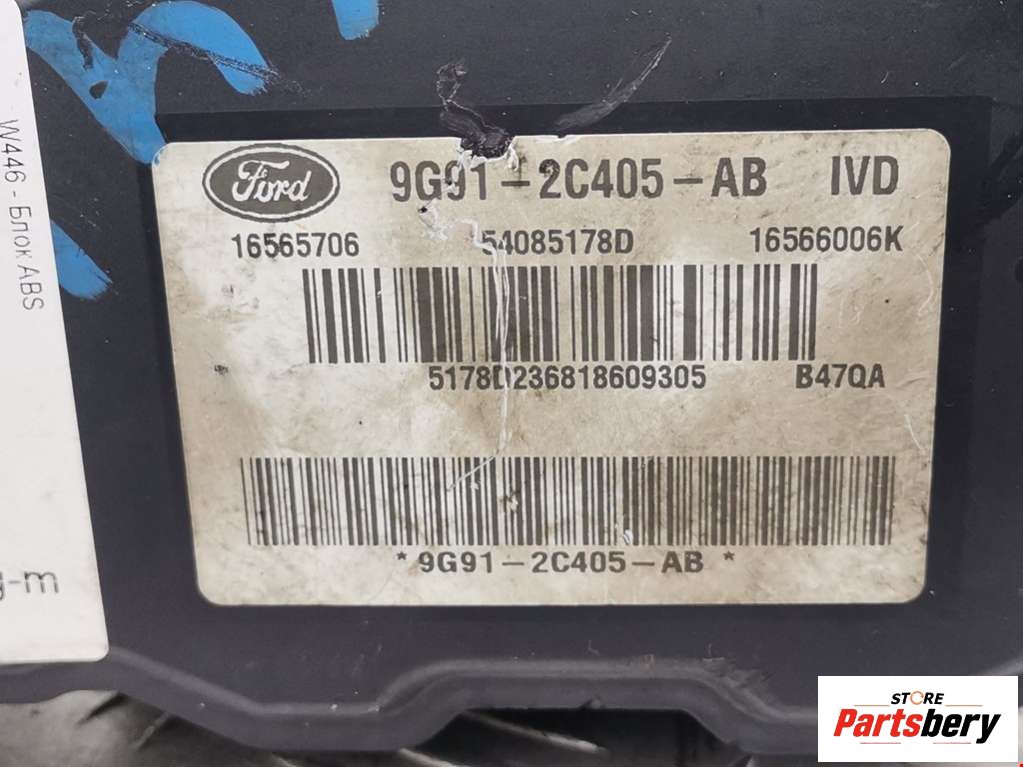 W446 - Блок ABS
Ford 9G91-2C405-AB IVD
16565706 54085178D 16566006K
5178D236818609305 B47QA
* 9G91-2C405-AB *
g-m
STORE
Partsbery